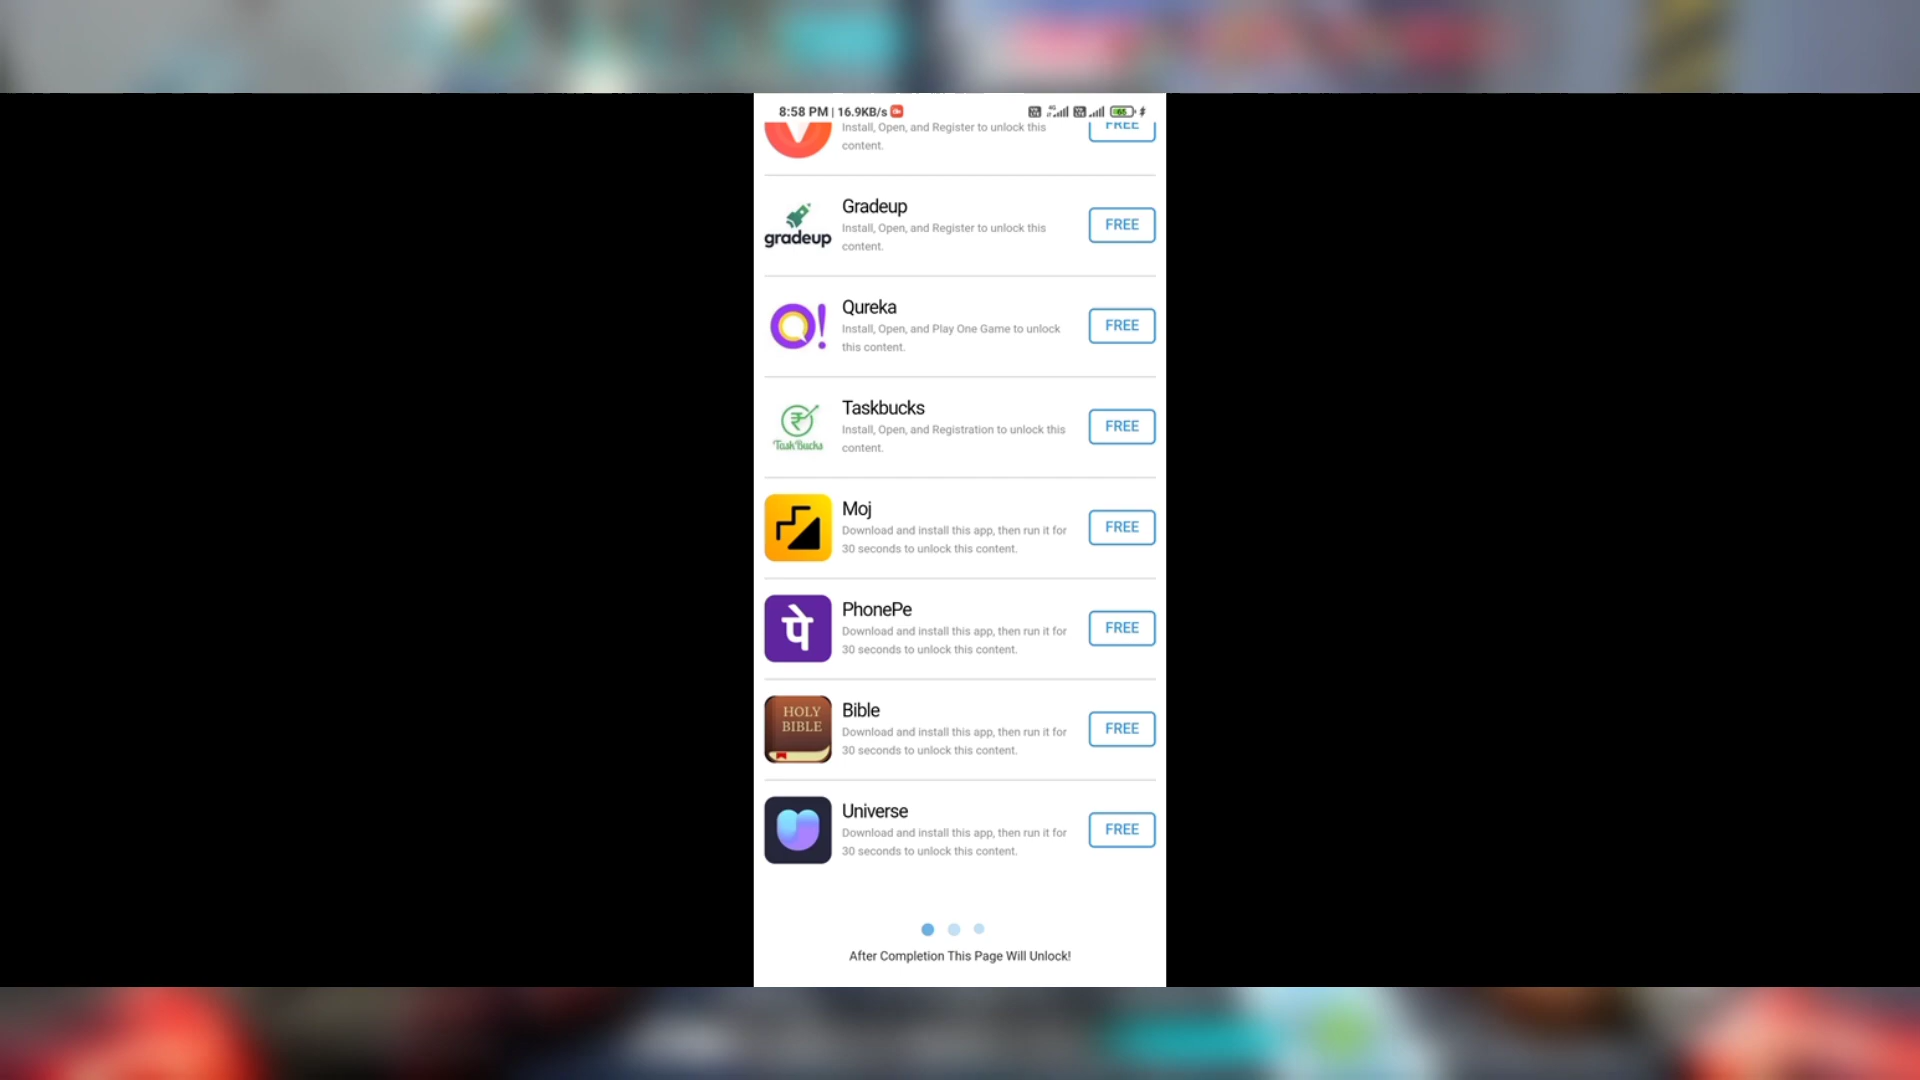 8:58 PM | 16.9KB/s
Install, Open, and Register to unlock this
content.
FREE
gradeup
Gradeup
Install, Open, and Register to unlock this
content.
FREE
Qureka
Install, Open, and Play One Game to unlock
this content.
FREE
TaskBucks
Taskbucks
Install, Open, and Registration to unlock this
content.
FREE
Moj
Download and install this app, then run it for
30 seconds to unlock this content.
FREE
पे
PhonePe
Download and install this app, then run it for
30 seconds to unlock this content.
FREE
HOLY
BIBLE
Bible
Download and install this app, then run it for
30 seconds to unlock this content.
FREE
Universe
Download and install this app, then run it for
30 seconds to unlock this content.
FREE
After Completion This Page Will Unlock!